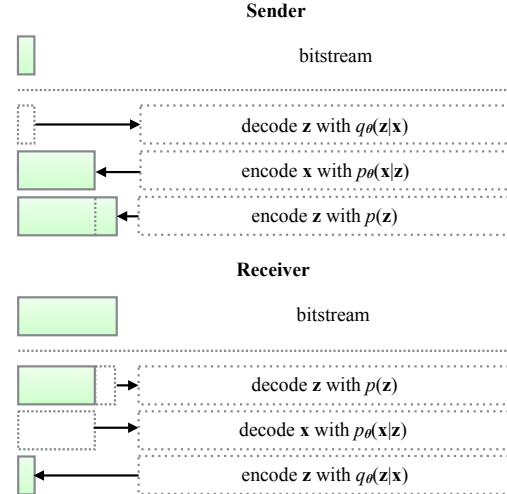 Sender
bitstream
decode z with qθ(z|x)
encode x with pθ(x|z)
encode z with p(z)
Receiver
bitstream
decode z with p(z)
decode x with pθ(x|z)
encode z with qθ(z|x)